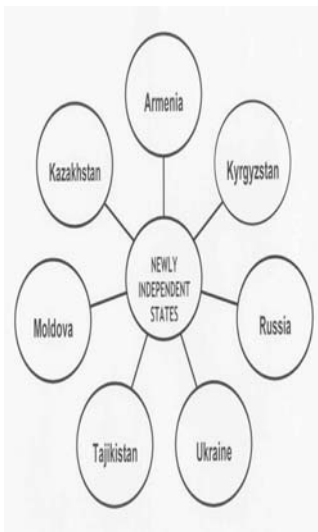 Armenia
Kyrgyzstan
Kazakhstan
NEWLY
INDEPENDENT
STATES
Russia
Moldova
Ukraine
Tajikistan